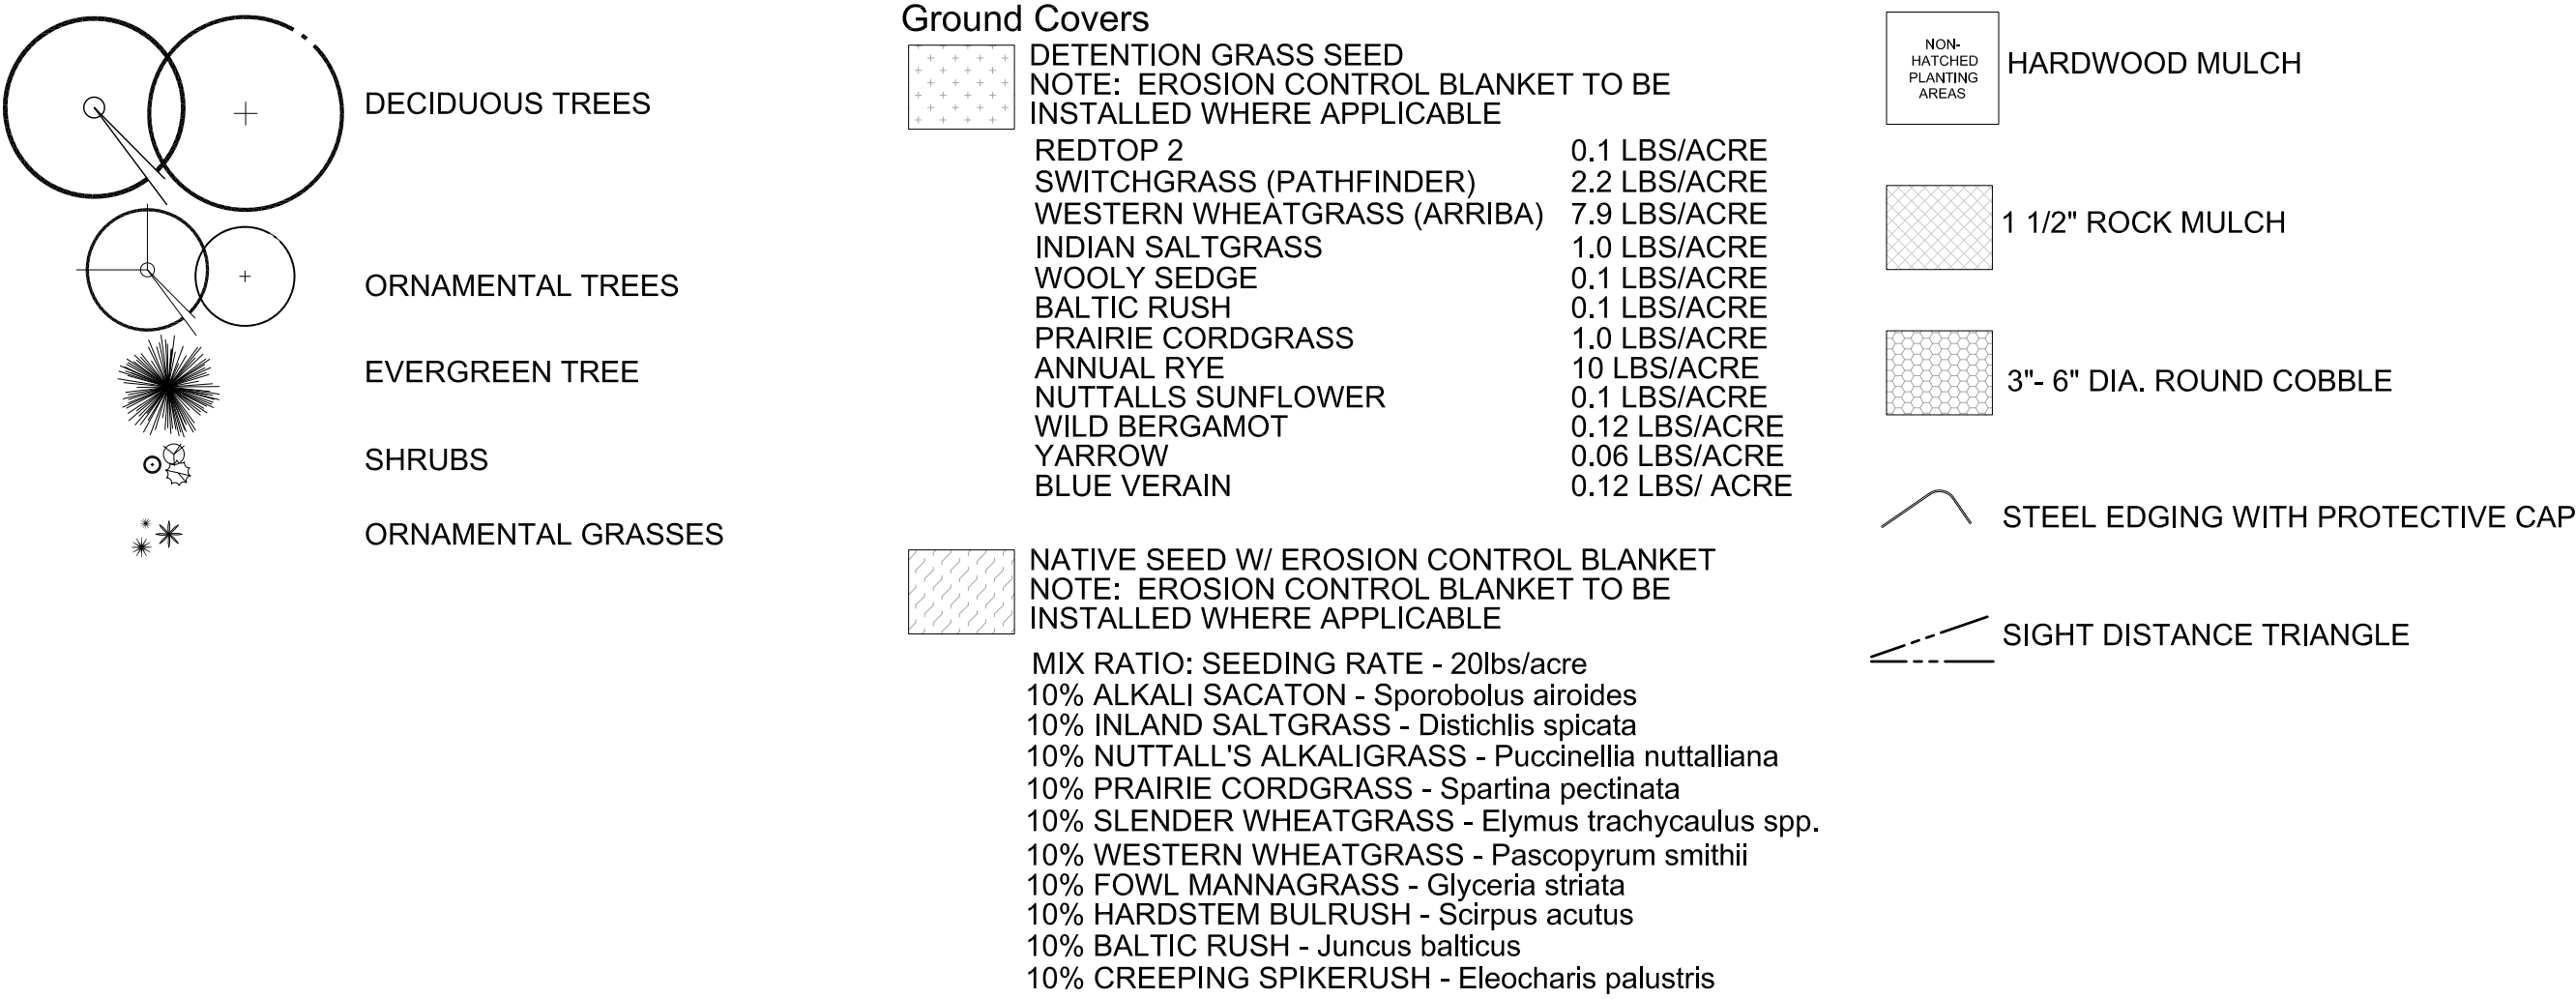 DECIDUOUS TREES
ORNAMENTAL TREES
EVERGREEN TREE
SHRUBS
ORNAMENTAL GRASSES
Ground Covers
DETENTION GRASS SEED
NOTE: EROSION CONTROL BLANKET TO BE
INSTALLED WHERE APPLICABLE
REDTOP 2 0.1 LBS/ACRE
SWITCHGRASS (PATHFINDER) 2.2 LBS/ACRE
WESTERN WHEATGRASS (ARRIBA) 7.9 LBS/ACRE
INDIAN SALTGRASS 1.0 LBS/ACRE
WOOLY SEDGE 0.1 LBS/ACRE
BALTIC RUSH 0.1 LBS/ACRE
PRAIRIE CORDGRASS 1.0 LBS/ACRE
ANNUAL RYE 10 LBS/ACRE
NUTTALLS SUNFLOWER 0.1 LBS/ACRE
WILD BERGAMOT 0.12 LBS/ACRE
YARROW 0.06 LBS/ACRE
BLUE VERAIN 0.12 LBS/ ACRE
NATIVE SEED W/ EROSION CONTROL BLANKET
NOTE: EROSION CONTROL BLANKET TO BE
INSTALLED WHERE APPLICABLE
MIX RATIO: SEEDING RATE - 20lbs/acre
10% ALKALI SACATON - Sporobolus airoides
10% INLAND SALTGRASS - Distichlis spicata
10% NUTTALL'S ALKALIGRASS - Puccinellia nuttalliana
10% PRAIRIE CORDGRASS - Spartina pectinata
10% SLENDER WHEATGRASS - Elymus trachycaulus spp.
10% WESTERN WHEATGRASS - Pascopyrum smithii
10% FOWL MANNAGRASS - Glyceria striata
10% HARDSTEM BULRUSH - Scirpus acutus
10% BALTIC RUSH - Juncus balticus
10% CREEPING SPIKERUSH - Eleocharis palustris
NON-
HATCHED
PLANTING
AREAS
HARDWOOD MULCH
1 1/2" ROCK MULCH
3"- 6" DIA. ROUND COBBLE
STEEL EDGING WITH PROTECTIVE CAP
SIGHT DISTANCE TRIANGLE